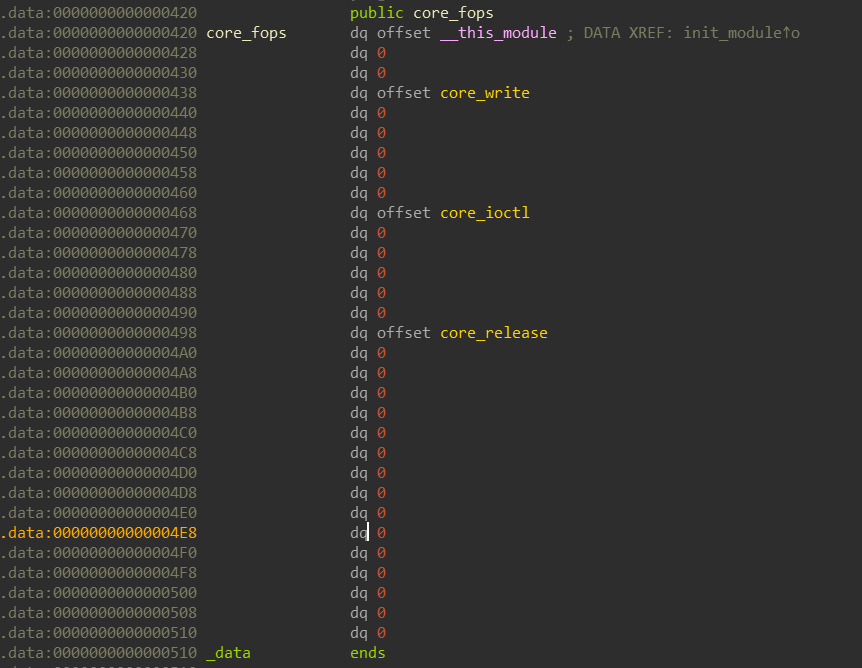 .data:0000000000000420 public core_fops
.data:0000000000000420 core_fops dq offset __this_module ; DATA XREF: init_module↑o
.data:0000000000000428 dq 0
.data:0000000000000430 dq 0
.data:0000000000000438 dq offset core_write
.data:0000000000000440 dq 0
.data:0000000000000448 dq 0
.data:0000000000000450 dq 0
.data:0000000000000458 dq 0
.data:0000000000000460 dq 0
.data:0000000000000468 dq offset core_ioctl
.data:0000000000000470 dq 0
.data:0000000000000478 dq 0
.data:0000000000000480 dq 0
.data:0000000000000488 dq 0
.data:0000000000000490 dq 0
.data:0000000000000498 dq offset core_release
.data:00000000000004A0 dq 0
.data:00000000000004A8 dq 0
.data:00000000000004B0 dq 0
.data:00000000000004B8 dq 0
.data:00000000000004C0 dq 0
.data:00000000000004C8 dq 0
.data:00000000000004D0 dq 0
.data:00000000000004D8 dq 0
.data:00000000000004E0 dq 0
.data:00000000000004E8 dq 0
.data:00000000000004F0 dq 0
.data:00000000000004F8 dq 0
.data:0000000000000500 dq 0
.data:0000000000000508 dq 0
.data:0000000000000510 dq 0
.data:0000000000000510 _data ends